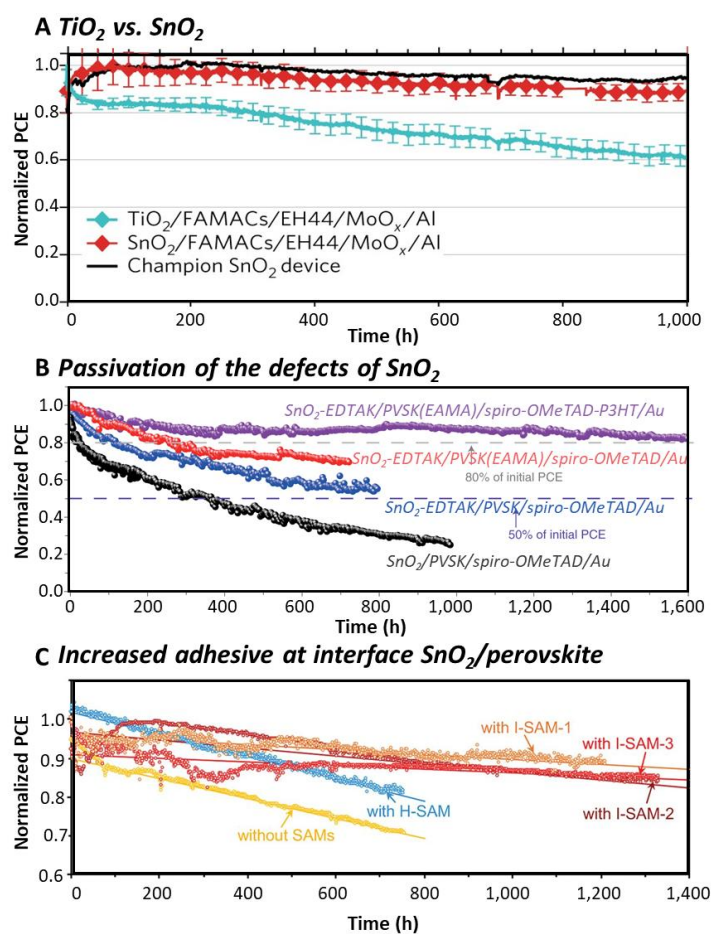 A TiO₂ vs. SnO₂
1.0
0.8
0.6
0.4
0.2
0.0
Normalized PCE
TiO₂/FAMACs/EH44/MoOₓ/Al
SnO₂/FAMACs/EH44/MoOₓ/Al
Champion SnO₂ device
0 200 400 600 800 1,000
Time (h)
B Passivation of the defects of SnO₂
1.0
0.8
0.6
0.4
0.2
0.0
Normalized PCE
SnO₂-EDTAK/PVSK(EAMA)/spiro-OMeTAD-P3HT/Au
SnO₂-EDTAK/PVSK(EAMA)/spiro-OMeTAD/Au
80% of initial PCE
SnO₂-EDTAK/PVSK/spiro-OMeTAD/Au
50% of initial PCE
SnO₂/PVSK/spiro-OMeTAD/Au
0 200 400 600 800 1,000 1,200 1,400 1,600
Time (h)
C Increased adhesive at interface SnO₂/perovskite
1.0
0.9
0.8
0.7
0.6
Normalized PCE
with I-SAM-1
with I-SAM-3
with H-SAM
with I-SAM-2
without SAMs
0 200 400 600 800 1,000 1,200 1,400
Time (h)